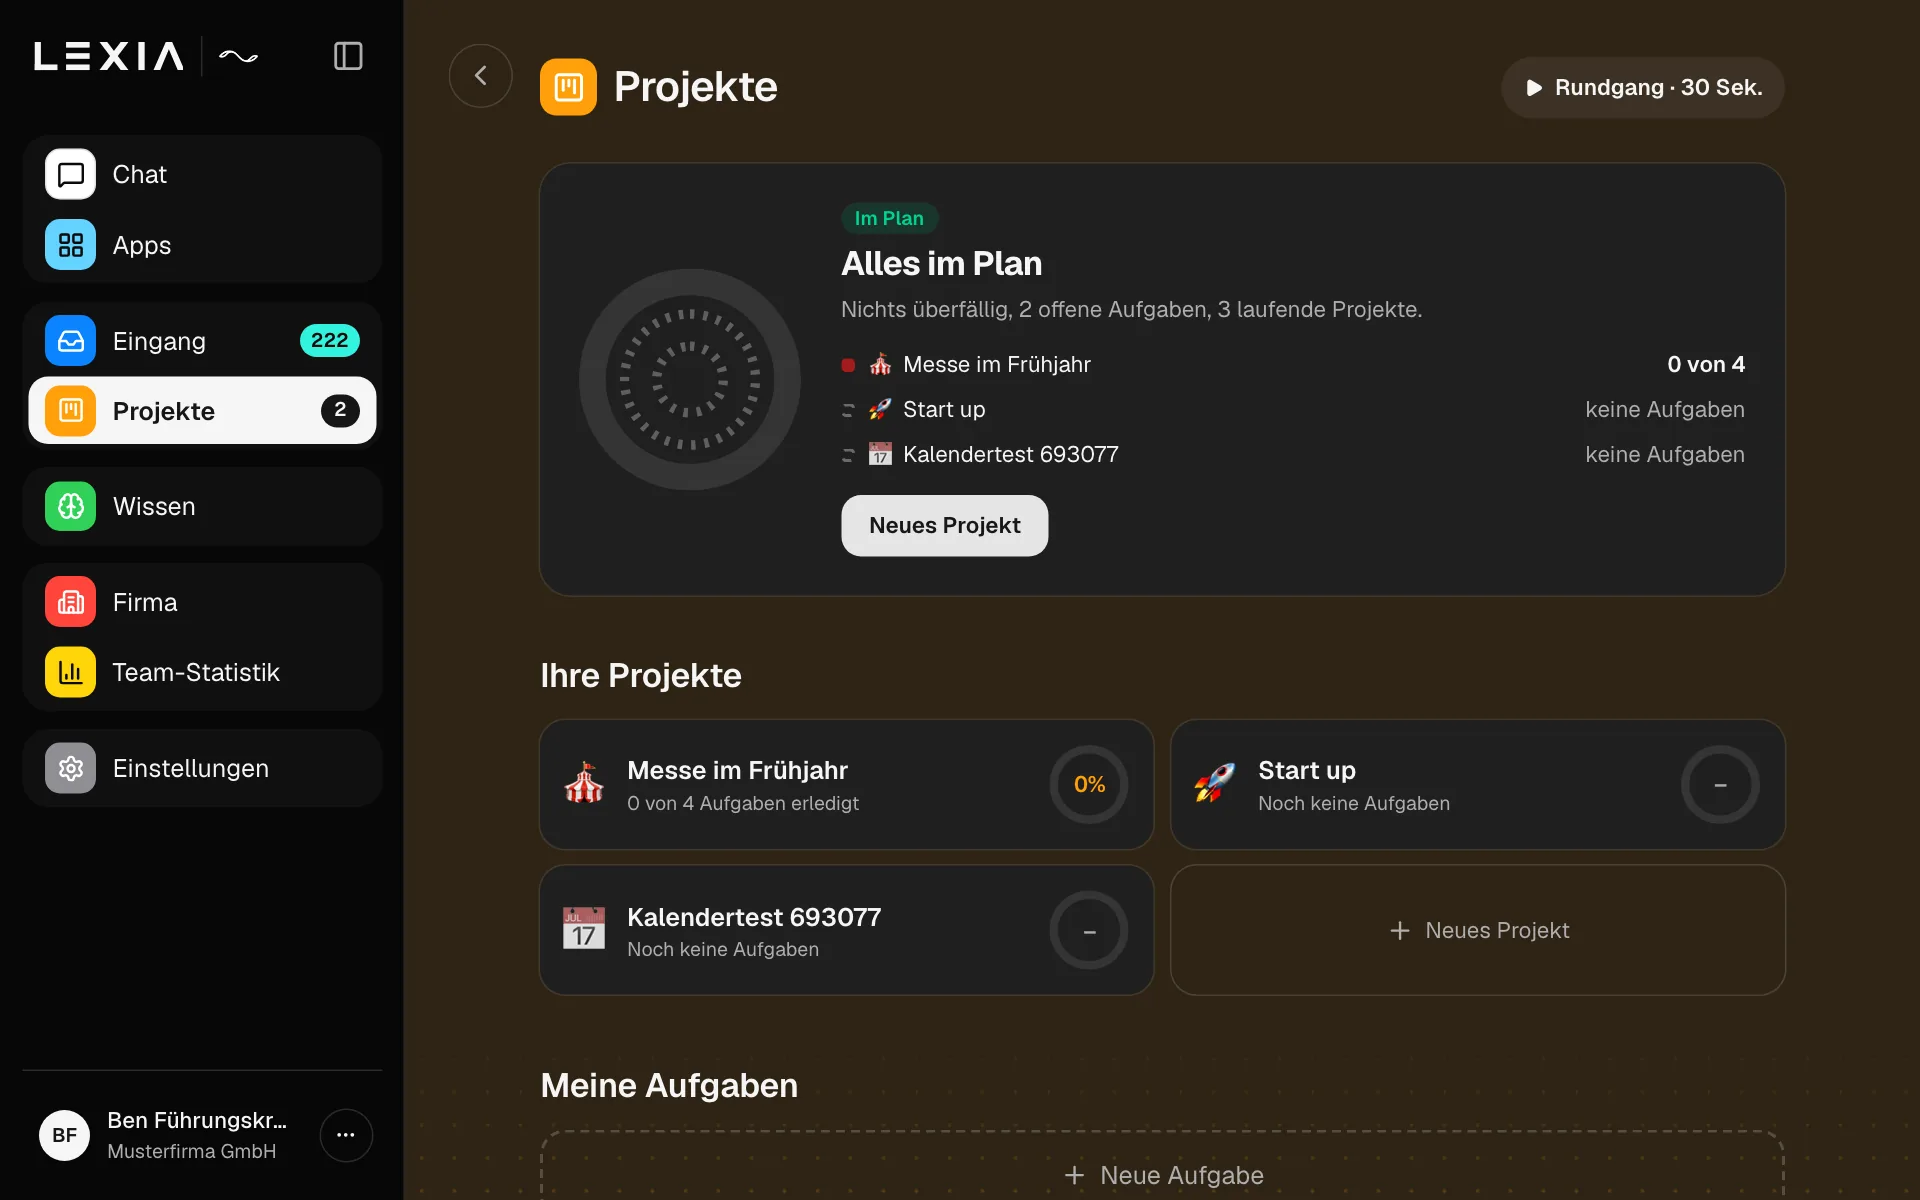 LEXIA
Chat
Apps
Eingang 222
Projekte 2
Wissen
Firma
Team-Statistik
Einstellungen
BF
Ben Führungskr...
Musterfirma GmbH
Projekte
Rundgang · 30 Sek.
Im Plan
Alles im Plan
Nichts überfällig, 2 offene Aufgaben, 3 laufende Projekte.
Messe im Frühjahr 0 von 4
Start up keine Aufgaben
17 Kalendertest 693077 keine Aufgaben
Neues Projekt
Ihre Projekte
Messe im Frühjahr
0 von 4 Aufgaben erledigt
0%
Start up
Noch keine Aufgaben
–
JUL
17
Kalendertest 693077
Noch keine Aufgaben
–
+ Neues Projekt
Meine Aufgaben
+ Neue Aufgabe